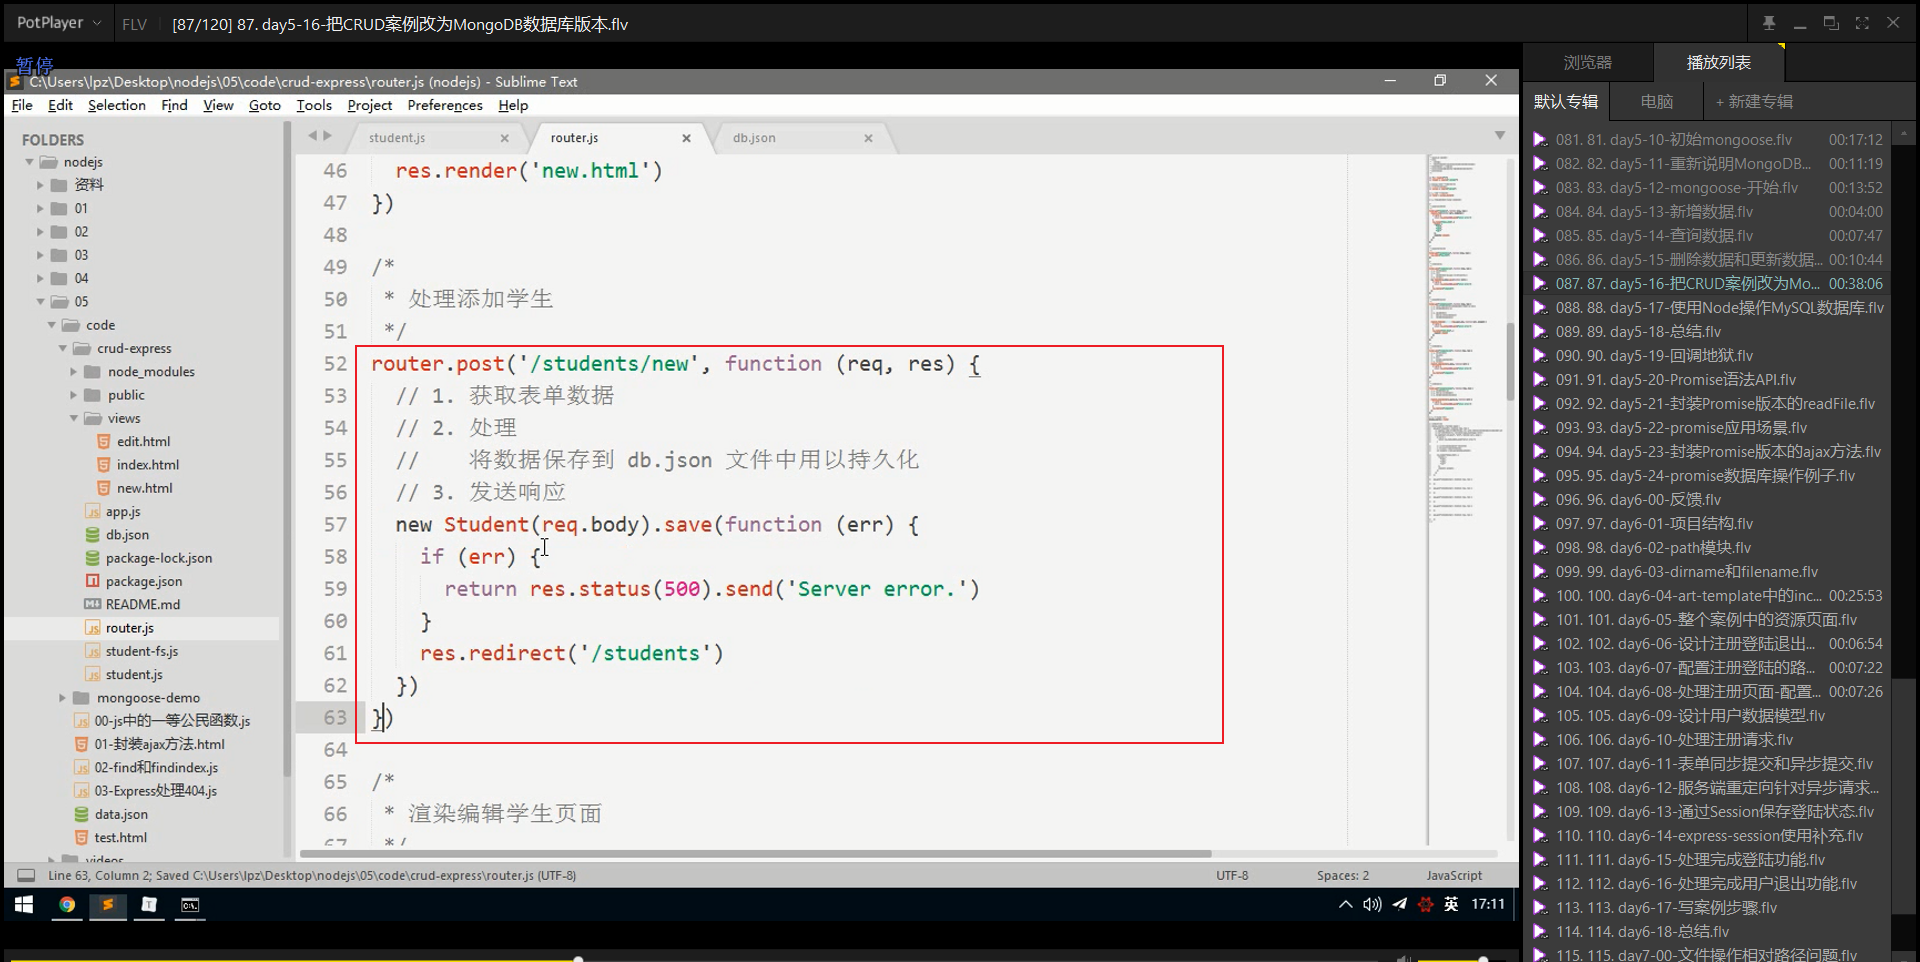 PotPlayer
FLV
[87/120] 87. day5-16-把CRUD案例改为MongoDB数据库版本.flv
暂停
C:\Users\lpz\Desktop\nodejs\05\code\crud-express\router.js (nodejs) - Sublime Text
File Edit Selection Find View Goto Tools Project Preferences Help
FOLDERS
nodejs
资料
01
02
03
04
05
code
crud-express
node_modules
public
views
edit.html
index.html
new.html
app.js
db.json
package-lock.json
package.json
README.md
router.js
student-fs.js
student.js
mongoose-demo
00-js中的一等公民函数.js
01-封装ajax方法.html
02-find和findindex.js
03-Express处理404.js
data.json
test.html
videos
student.js
router.js
db.json
46 res.render('new.html')
47 })
48
49 /*
50 * 处理添加学生
51 */
52 router.post('/students/new', function (req, res) {
53 // 1. 获取表单数据
54 // 2. 处理
55 // 将数据保存到 db.json 文件中用以持久化
56 // 3. 发送响应
57 new Student(req.body).save(function (err) {
58 if (err) {
59 return res.status(500).send('Server error.')
60 }
61 res.redirect('/students')
62 })
63 })
64
65 /*
66 * 渲染编辑学生页面
67 */
Line 63, Column 2; Saved C:\Users\lpz\Desktop\nodejs\05\code\crud-express\router.js (UTF-8)
UTF-8
Spaces: 2
JavaScript
英
17:11
浏览器
播放列表
默认专辑
电脑
+ 新建专辑
081. 81. day5-10-初始mongoose.flv 00:17:12
082. 82. day5-11-重新说明MongoDB... 00:11:19
083. 83. day5-12-mongoose-开始.flv 00:13:52
084. 84. day5-13-新增数据.flv 00:04:00
085. 85. day5-14-查询数据.flv 00:07:47
086. 86. day5-15-删除数据和更新数据... 00:10:44
087. 87. day5-16-把CRUD案例改为Mo... 00:38:06
088. 88. day5-17-使用Node操作MySQL数据库.flv
089. 89. day5-18-总结.flv
090. 90. day5-19-回调地狱.flv
091. 91. day5-20-Promise语法API.flv
092. 92. day5-21-封装Promise版本的readFile.flv
093. 93. day5-22-promise应用场景.flv
094. 94. day5-23-封装Promise版本的ajax方法.flv
095. 95. day5-24-promise数据库操作例子.flv
096. 96. day6-00-反馈.flv
097. 97. day6-01-项目结构.flv
098. 98. day6-02-path模块.flv
099. 99. day6-03-dirname和filename.flv
100. 100. day6-04-art-template中的inc... 00:25:53
101. 101. day6-05-整个案例中的资源页面.flv
102. 102. day6-06-设计注册登陆退出... 00:06:54
103. 103. day6-07-配置注册登陆的路... 00:07:22
104. 104. day6-08-处理注册页面-配置... 00:07:26
105. 105. day6-09-设计用户数据模型.flv
106. 106. day6-10-处理注册请求.flv
107. 107. day6-11-表单同步提交和异步提交.flv
108. 108. day6-12-服务端重定向针对异步请求...
109. 109. day6-13-通过Session保存登陆状态.flv
110. 110. day6-14-express-session使用补充.flv
111. 111. day6-15-处理完成登陆功能.flv
112. 112. day6-16-处理完成用户退出功能.flv
113. 113. day6-17-写案例步骤.flv
114. 114. day6-18-总结.flv
115. 115. day7-00-文件操作相对路径问题.flv